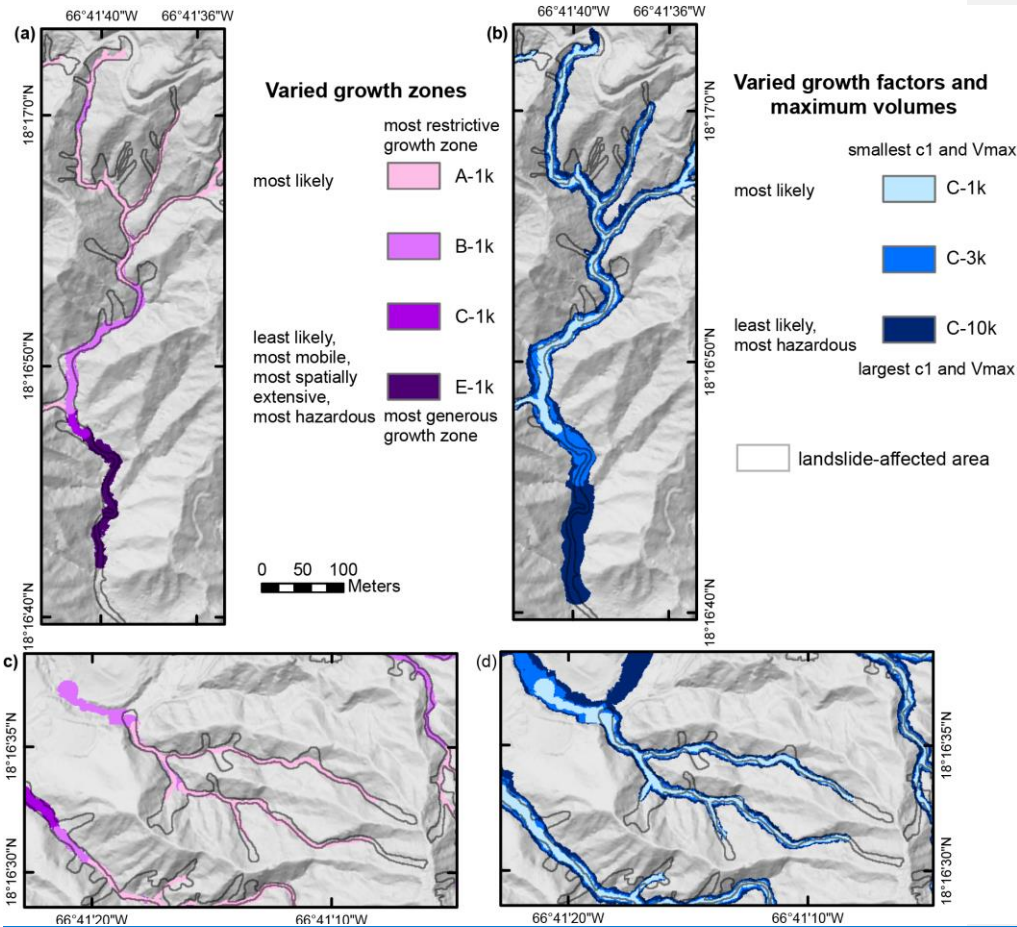 66°41'40"W 66°41'36"W
(a)
18°17'0"N
18°16'50"N
18°16'40"N
Varied growth zones
most restrictive
growth zone
most likely
A-1k
B-1k
C-1k
least likely,
most mobile,
most spatially
extensive,
most hazardous
E-1k
most generous
growth zone
0 50 100
Meters
66°41'40"W 66°41'36"W
(b)
18°17'0"N
18°16'50"N
18°16'40"N
Varied growth factors and
maximum volumes
smallest c1 and Vmax
most likely
C-1k
C-3k
least likely,
most hazardous
C-10k
largest c1 and Vmax
landslide-affected area
c)
18°16'35"N
18°16'30"N
66°41'20"W 66°41'10"W
(d)
18°16'35"N
18°16'30"N
66°41'20"W 66°41'10"W